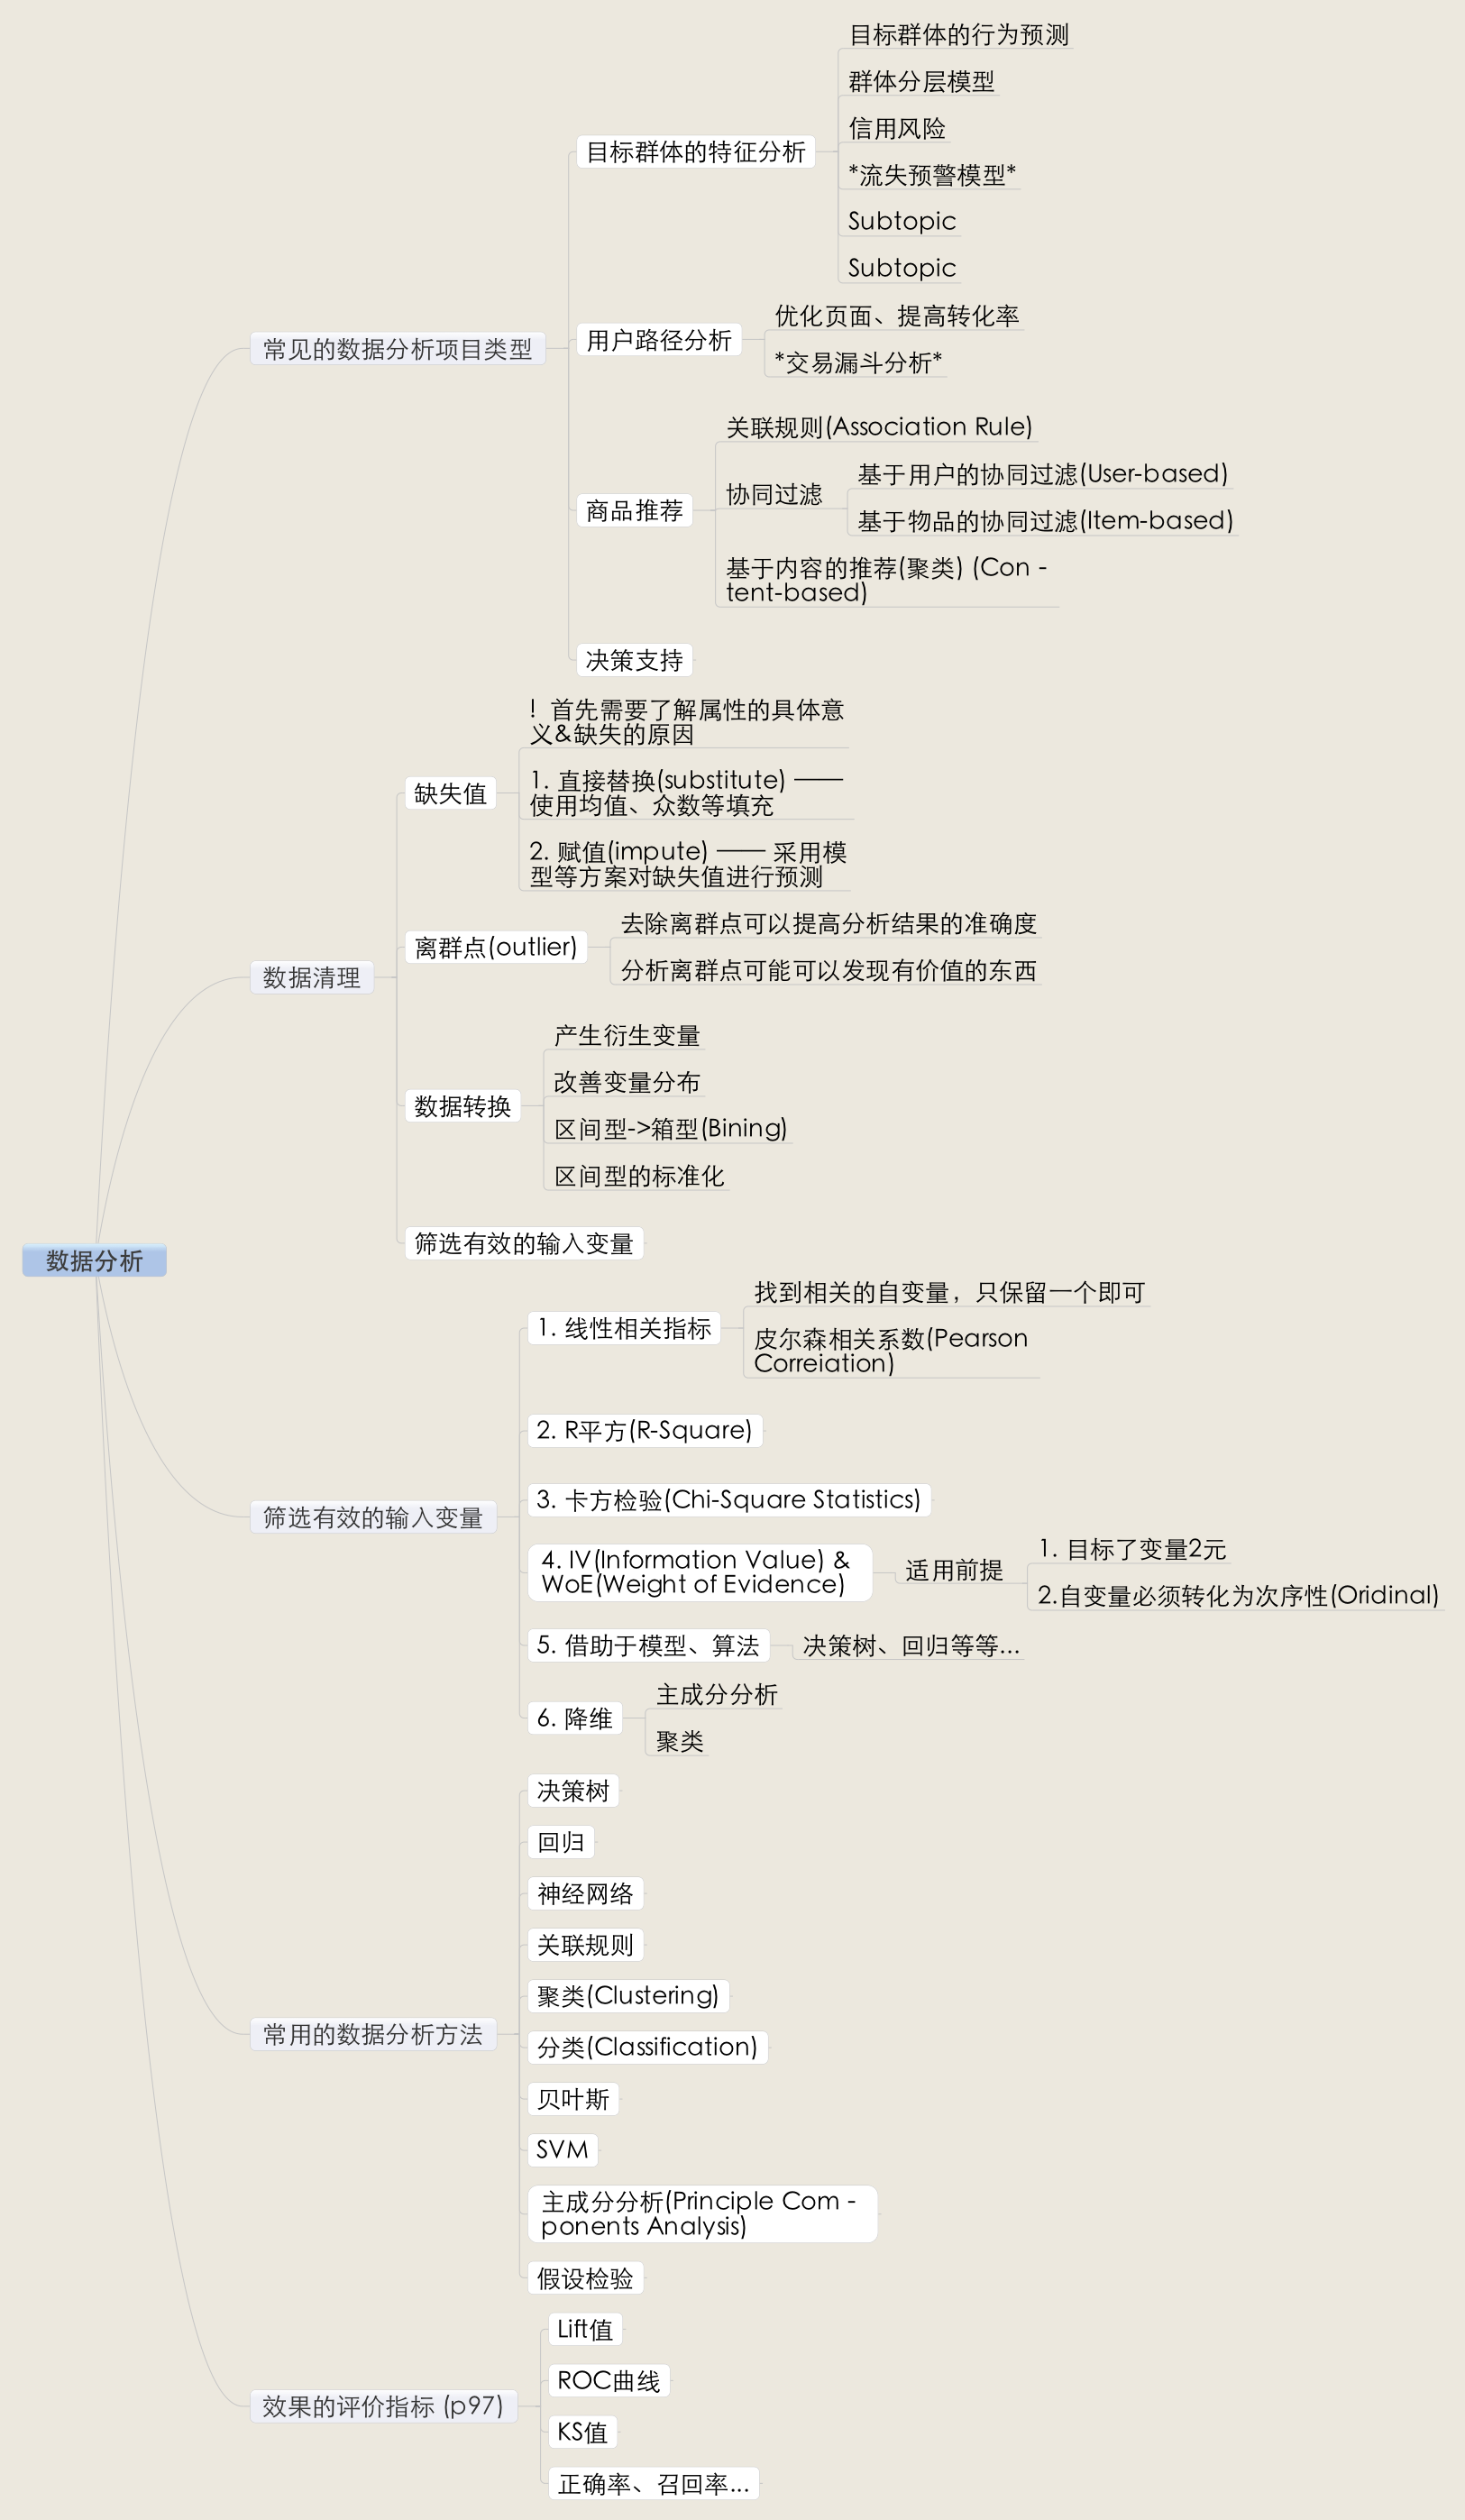 数据分析
常见的数据分析项目类型
目标群体的特征分析
目标群体的行为预测
群体分层模型
信用风险
*流失预警模型*
Subtopic
Subtopic
用户路径分析
优化页面、提高转化率
*交易漏斗分析*
商品推荐
关联规则(Association Rule)
协同过滤
基于用户的协同过滤(User-based)
基于物品的协同过滤(Item-based)
基于内容的推荐(聚类) (Con -
tent-based)
决策支持
数据清理
缺失值
！首先需要了解属性的具体意
义&缺失的原因
1. 直接替换(substitute) ——
使用均值、众数等填充
2. 赋值(impute) —— 采用模
型等方案对缺失值进行预测
离群点(outlier)
去除离群点可以提高分析结果的准确度
分析离群点可能可以发现有价值的东西
数据转换
产生衍生变量
改善变量分布
区间型->箱型(Bining)
区间型的标准化
筛选有效的输入变量
筛选有效的输入变量
1. 线性相关指标
找到相关的自变量，只保留一个即可
皮尔森相关系数(Pearson
Correiation)
2. R平方(R-Square)
3. 卡方检验(Chi-Square Statistics)
4. IV(Information Value) &
WoE(Weight of Evidence)
适用前提
1. 目标了变量2元
2.自变量必须转化为次序性(Oridinal)
5. 借助于模型、算法
决策树、回归等等...
6. 降维
主成分分析
聚类
常用的数据分析方法
决策树
回归
神经网络
关联规则
聚类(Clustering)
分类(Classification)
贝叶斯
SVM
主成分分析(Principle Com -
ponents Analysis)
假设检验
效果的评价指标 (p97)
Lift值
ROC曲线
KS值
正确率、召回率...